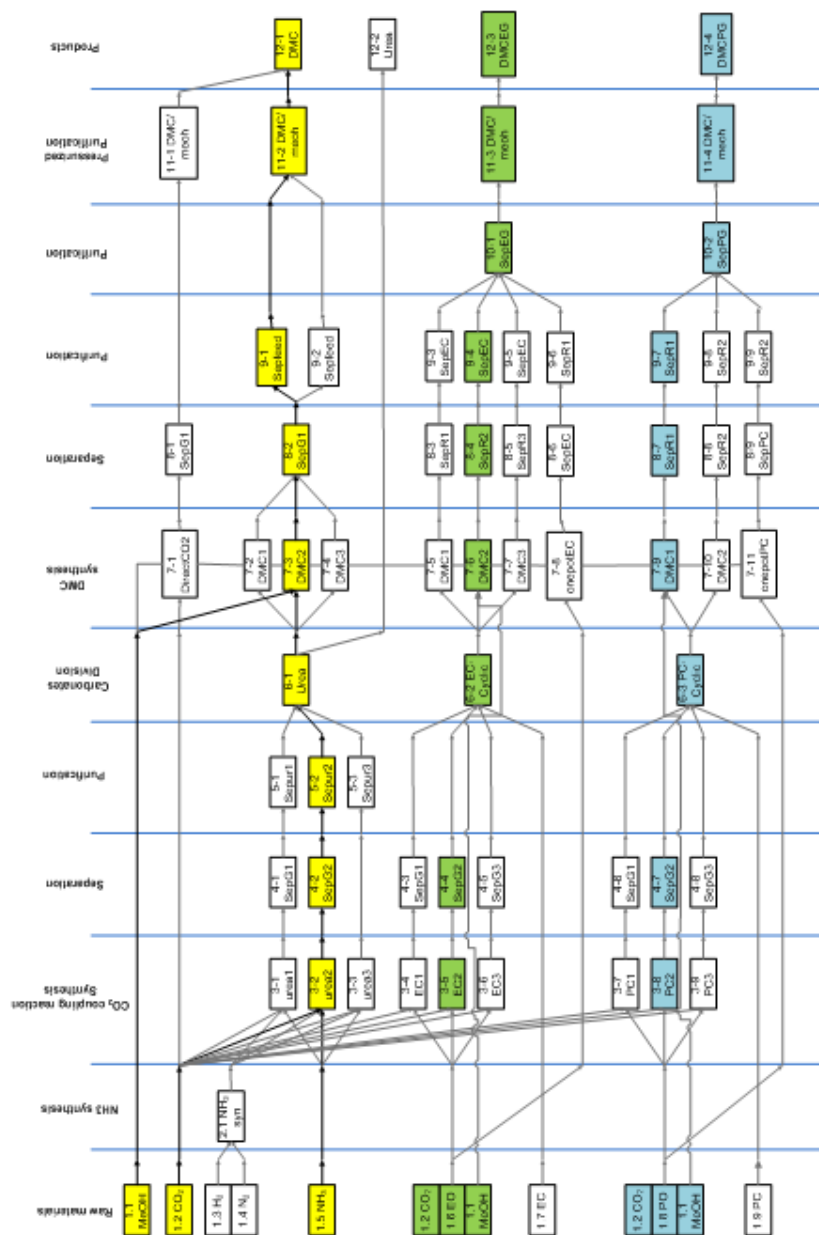 Products
12-1
DMC
12-2
Urea
12-3
DMCEG
12-4
DMCPG
Pressurized
Purification
11-1 DMC/
meoh
11-2 DMC/
meoh
11-3 DMC/
meoh
11-4 DMC/
meoh
Purification
10-1
SepEG
10-2
SepPG
Purification
9-1
Sepfeed
9-2
Sepfeed
9-3
SepEC
9-4
SepEC
9-5
SepEC
9-6
SepR1
9-7
SepR1
9-8
SepR2
9-9
SepR2
Separation
8-1
SepG1
8-2
SepG1
8-3
SepR1
8-4
SepR2
8-5
SepR3
8-6
SepEC
8-7
SepR1
8-8
SepR2
8-9
SepPC
DMC
synthesis
7-1
DirectCO2
7-2
DMC1
7-3
DMC2
7-4
DMC3
7-5
DMC1
7-6
DMC2
7-7
DMC3
7-8
onepotEC
7-9
DMC1
7-10
DMC2
7-11
onepotPC
Carbonates
Division
6-1
Urea
6-2 EC-
Cyclic
6-3 PC-
Cyclic
Purification
5-1
Sepur1
5-2
Sepur2
5-3
Sepur3
Separation
4-1
SepG1
4-2
SepG2
4-3
SepG1
4-4
SepG2
4-5
SepG3
SepG1
4-7
SepG2
4-8
SepG3
CO₂ coupling reaction
Synthesis
3-1
urea1
3-2
urea2
3-3
urea3
3-4
EC1
3-5
EC2
3-6
EC3
3-7
PC1
3-8
PC2
3-9
PC3
NH3 synthesis
2.1 NH₃
syn
Raw materials
1.1
MeOH
1.2 CO₂
1.3 H₂
1.4 N₂
1.5 NH₃
1.2 CO₂
1.6 EO
1.1
MeOH
1.7 EC
1.2 CO₂
1.8 PO
1.1
MeOH
1.9 PC